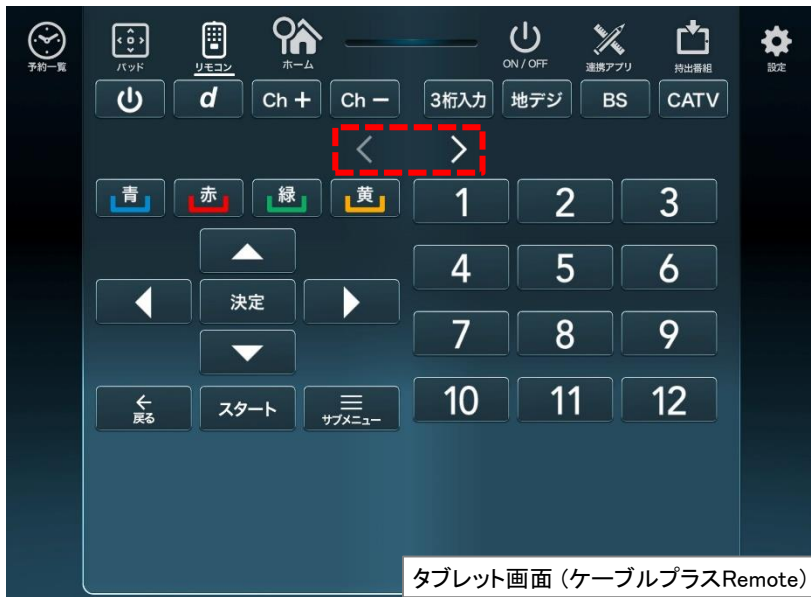 予約一覧 パッド リモコン ホーム ON / OFF 連携アプリ 持出番組 設定
d Ch + Ch − 3桁入力 地デジ BS CATV
青 赤 緑 黄 1 2 3
4 5 6
決定
7 8 9
戻る スタート サブメニュー 10 11 12
タブレット画面 (ケーブルプラスRemote)